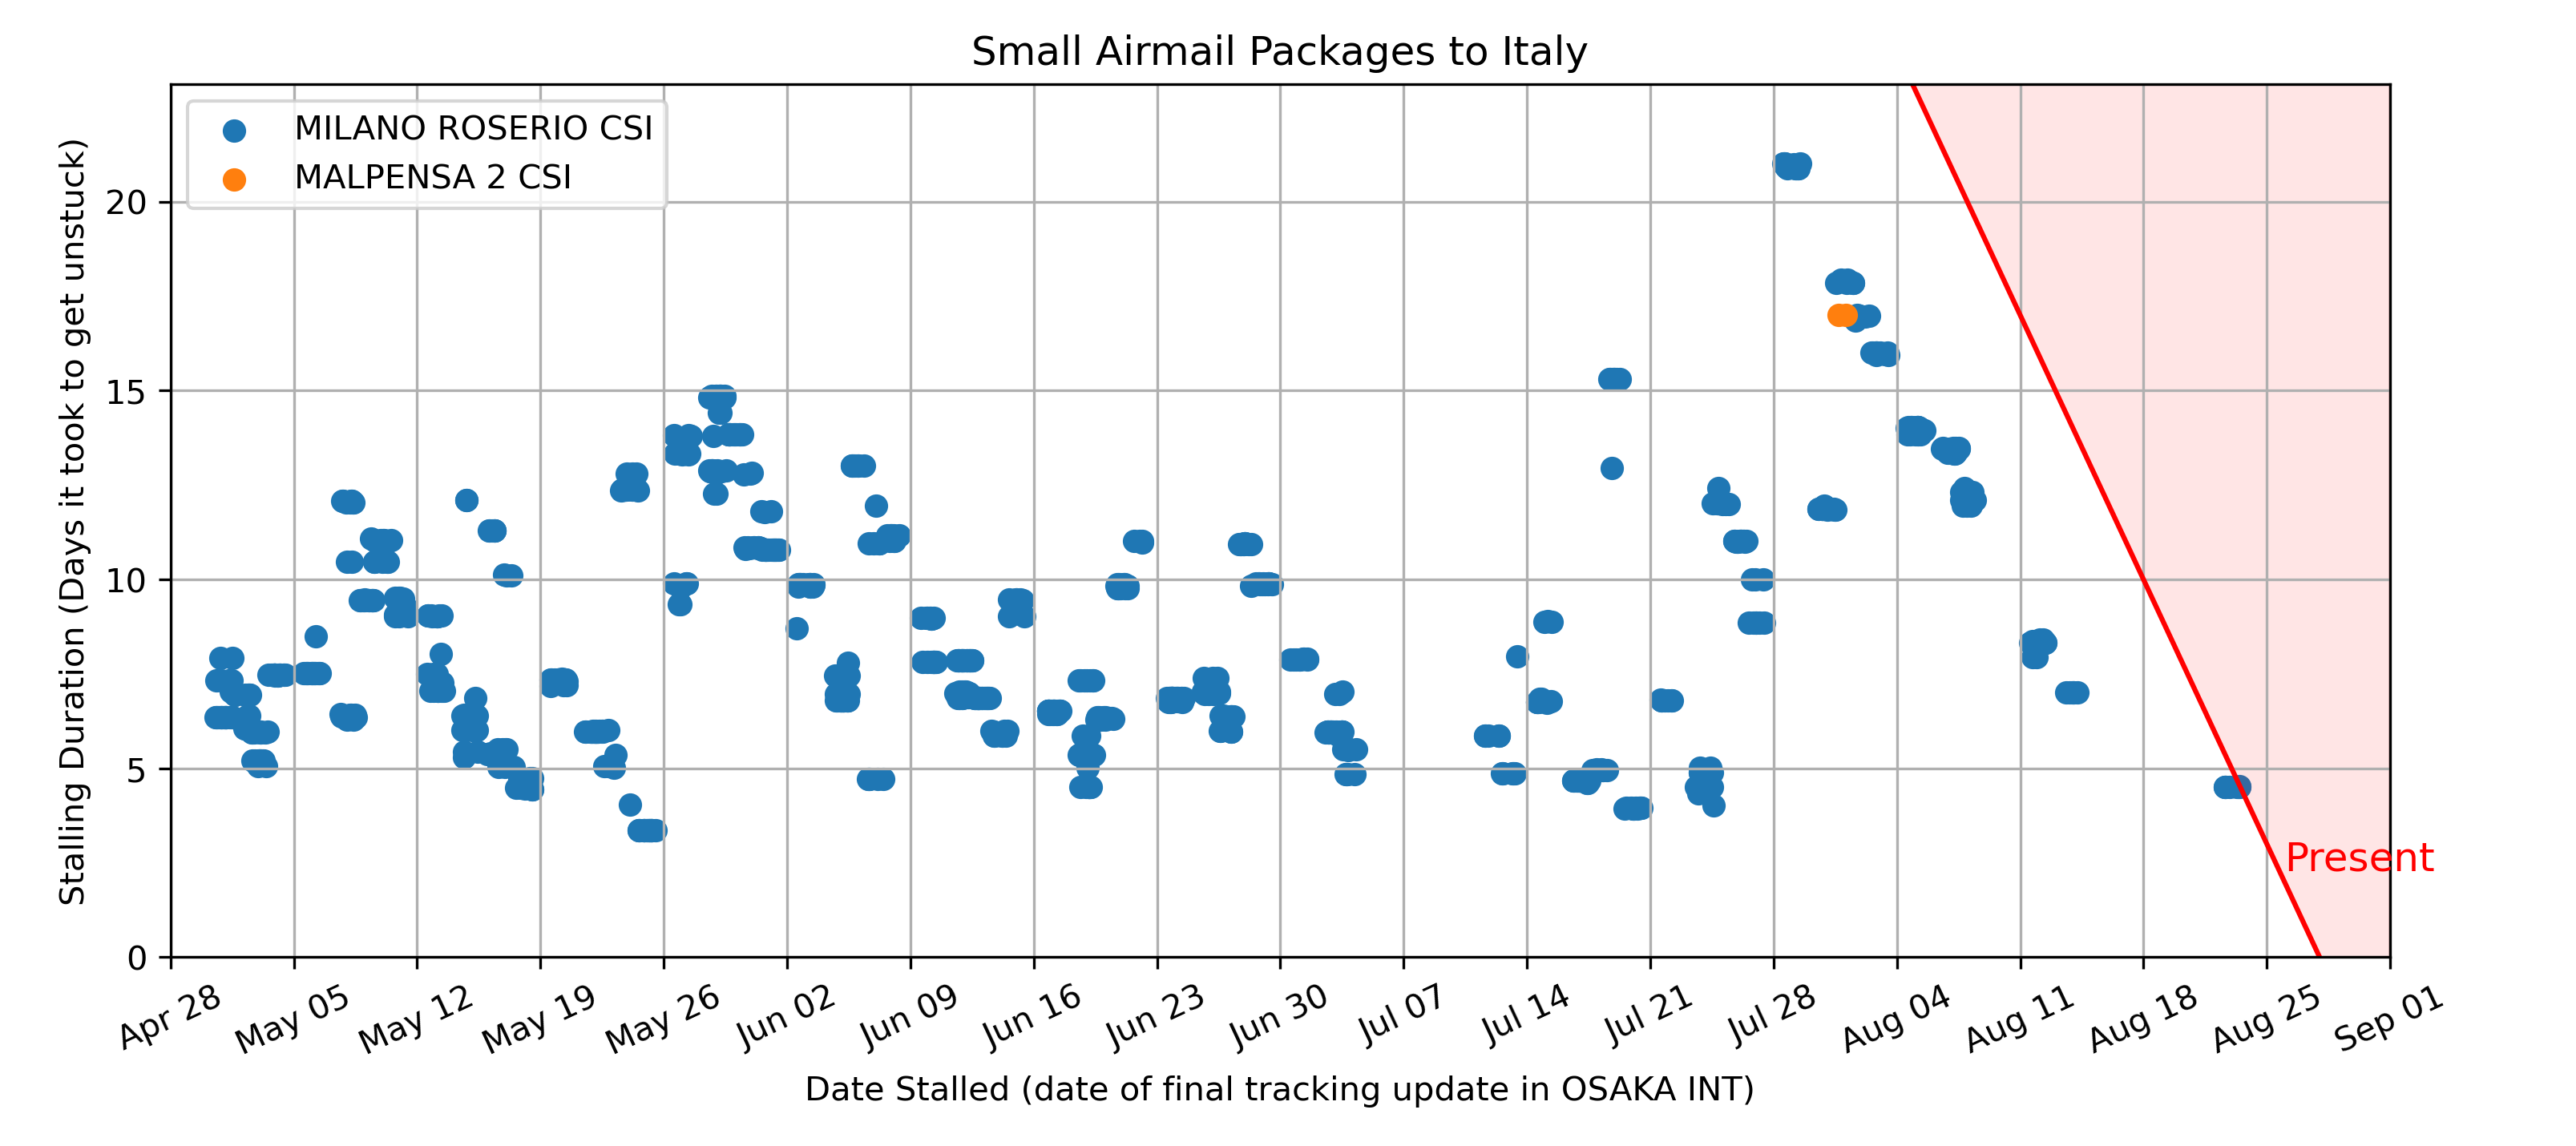 Small Airmail Packages to Italy
MILANO ROSERIO CSI
MALPENSA 2 CSI
Stalling Duration (Days it took to get unstuck)
20
15
10
5
0
Present
Apr 28 May 05 May 12 May 19 May 26 Jun 02 Jun 09 Jun 16 Jun 23 Jun 30 Jul 07 Jul 14 Jul 21 Jul 28 Aug 04 Aug 11 Aug 18 Aug 25 Sep 01
Date Stalled (date of final tracking update in OSAKA INT)